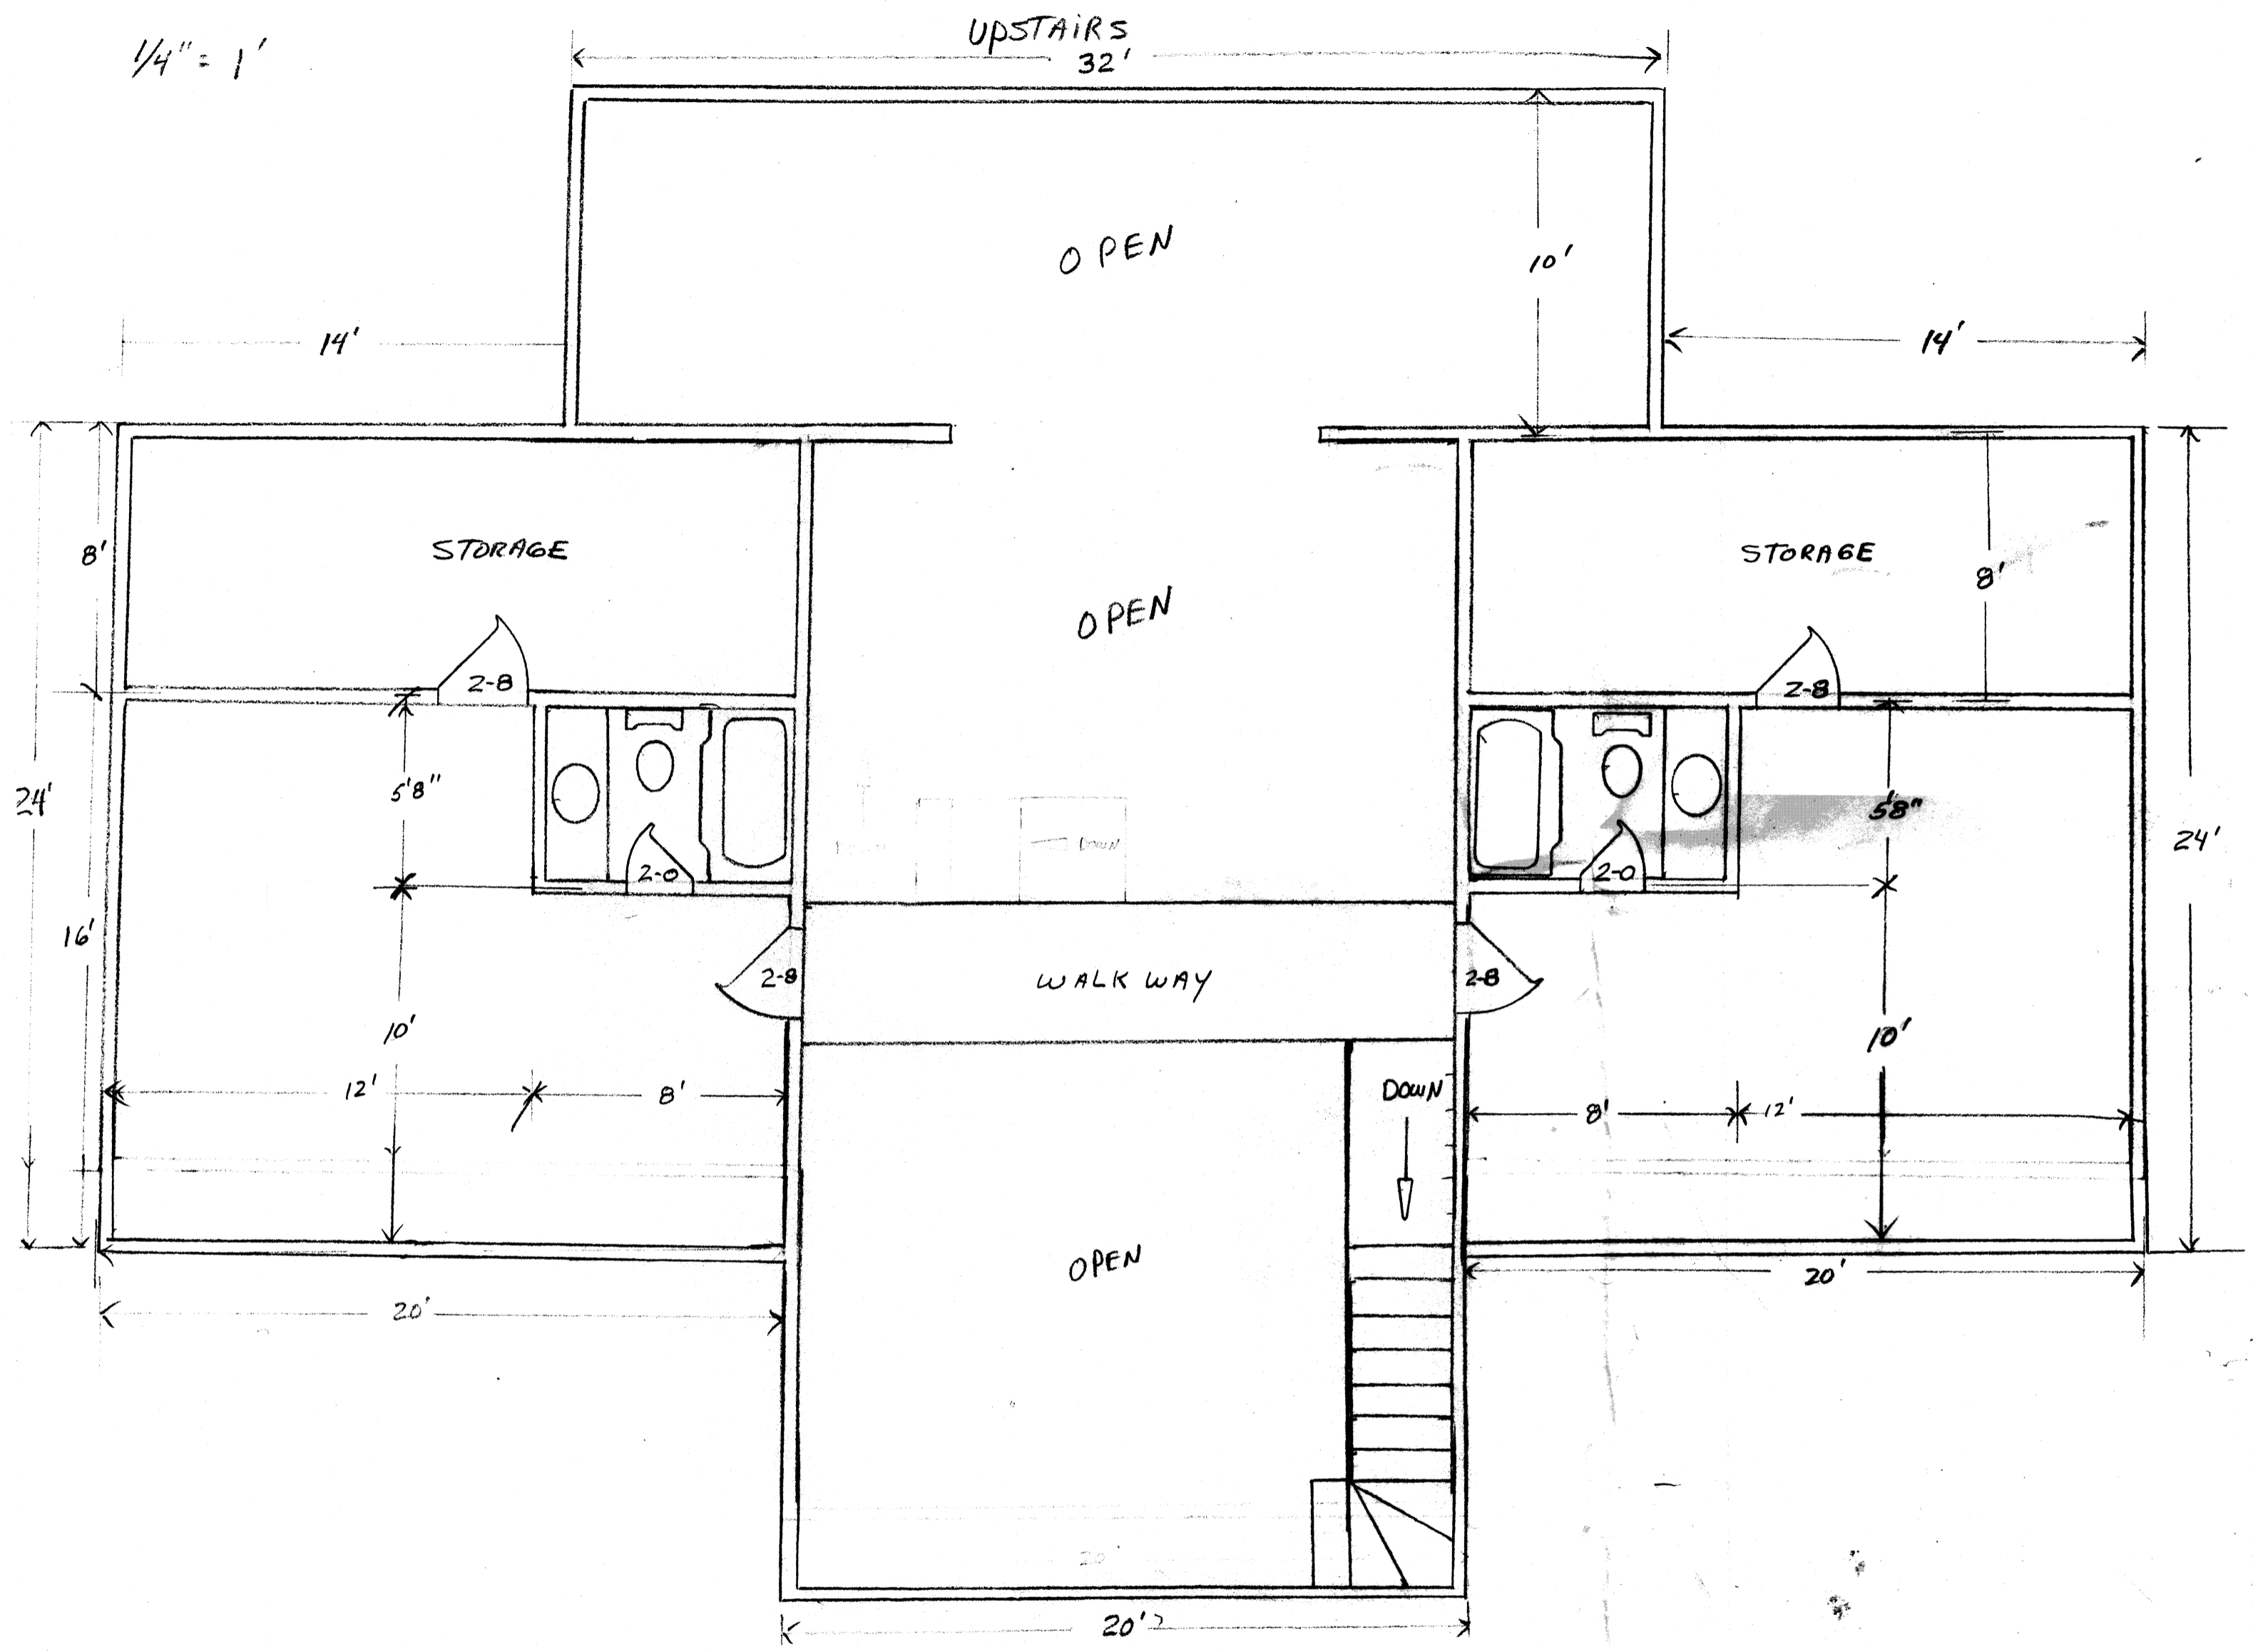 UPSTAIRS
1/4" = 1'
32'
OPEN
10'
14'
14'
8'
STORAGE
STORAGE
8'
OPEN
2-8
2-8
5'8"
5'8"
24'
24'
DOWN
2-0
2-0
16'
2-8
WALK WAY
2-8
10'
10'
12'
8'
DOWN
8'
12'
OPEN
20'
20'
20
20'